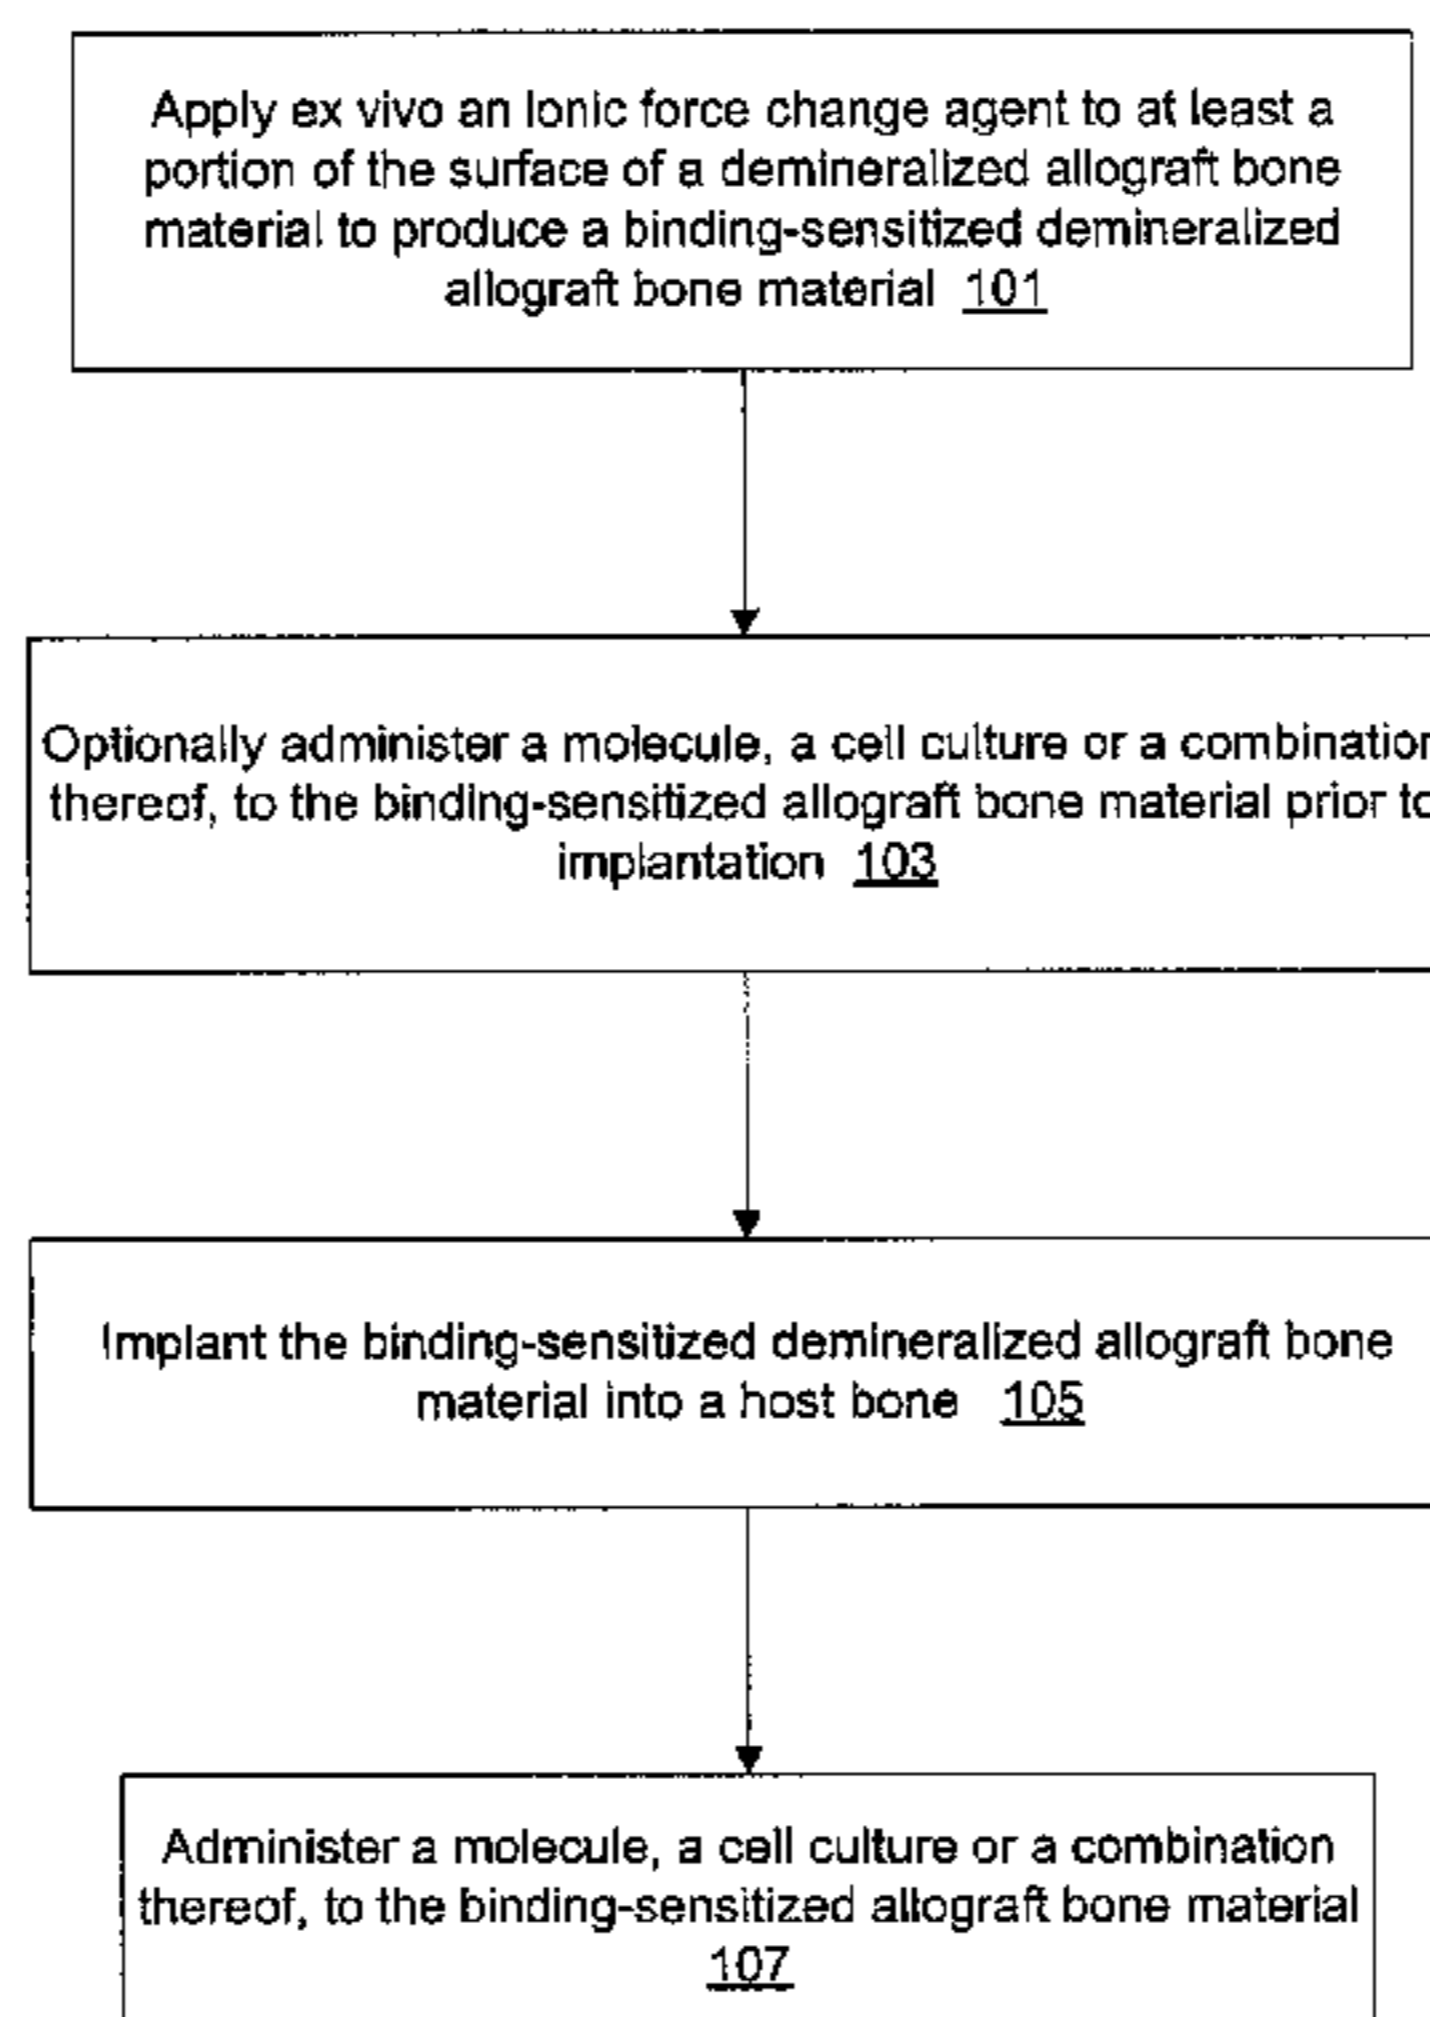 Apply ex vivo an Ionic force change agent to at least a
portion of the surface of a demineralized allograft bone
material to produce a binding-sensitized demineralized
allograft bone material 101
Optionally administer a molecule, a cell culture or a combination
thereof, to the binding-sensitized allograft bone material prior to
implantation 103
Implant the binding-sensitized demineralized allograft bone
material into a host bone 105
Administer a molecule, a cell culture or a combination
thereof, to the binding-sensitized allograft bone material
107